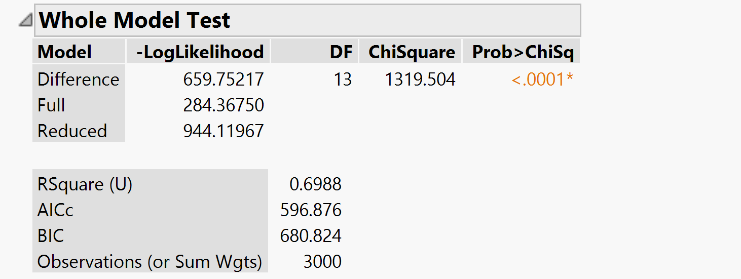 Whole Model Test
Model -LogLikelihood DF ChiSquare Prob>ChiSq
Difference 659.75217 13 1319.504 <.0001*
Full 284.36750
Reduced 944.11967
RSquare (U) 0.6988
AICc 596.876
BIC 680.824
Observations (or Sum Wgts) 3000